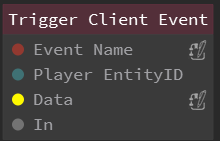 Trigger Client Event
Event Name
Player EntityID
Data
In